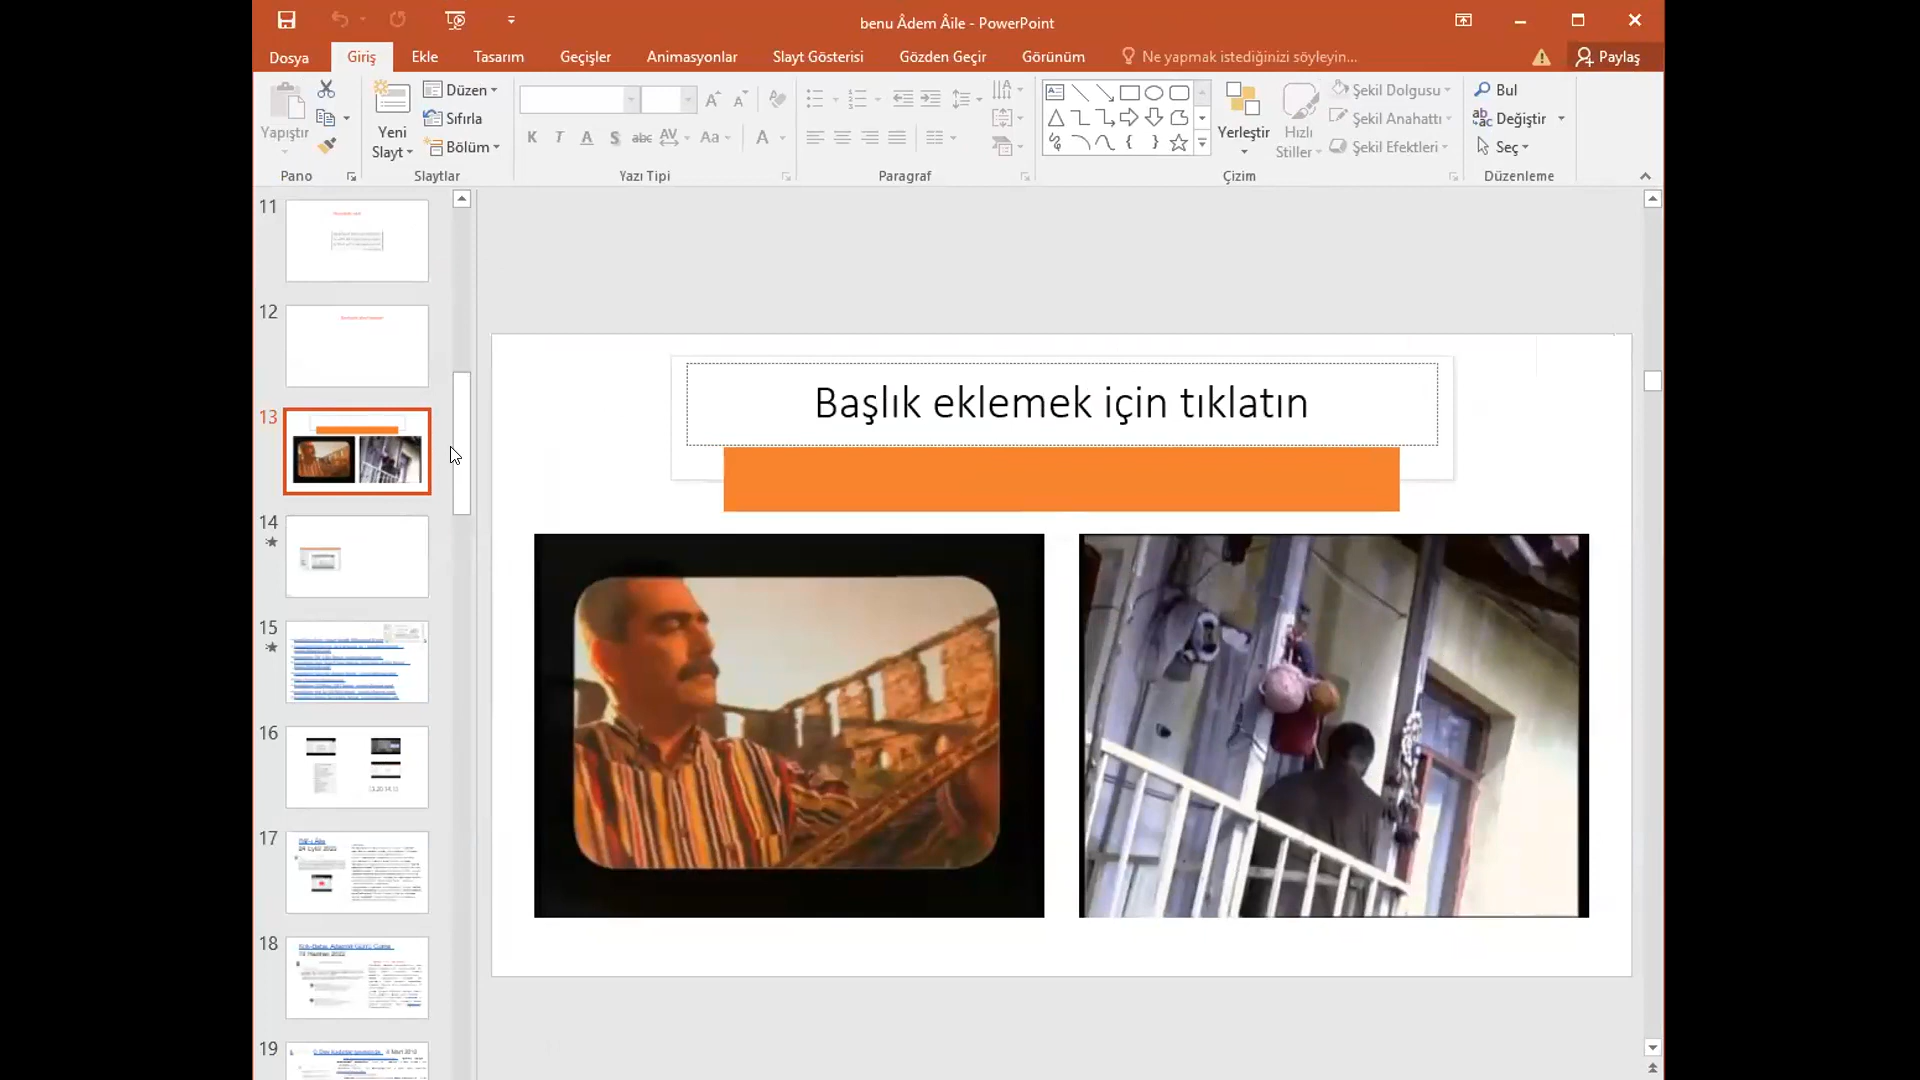 benu Âdem Âile - PowerPoint
Dosya
Giriş
Ekle
Tasarım
Geçişler
Animasyonlar
Slayt Gösterisi
Gözden Geçir
Görünüm
Ne yapmak istediğinizi söyleyin...
Paylaş
Yapıştır
Yeni
Slayt
Düzen
Sıfırla
Bölüm
K T A S abc AV Aa A
Yerleştir
Hızlı
Stiller
Şekil Dolgusu
Şekil Anahattı
Şekil Efektleri
Bul
Değiştir
Seç
Pano
Slaytlar
Yazı Tipi
Paragraf
Çizim
Düzenleme
11
12
13
14
15
16
17
18
19
Başlık eklemek için tıklatın